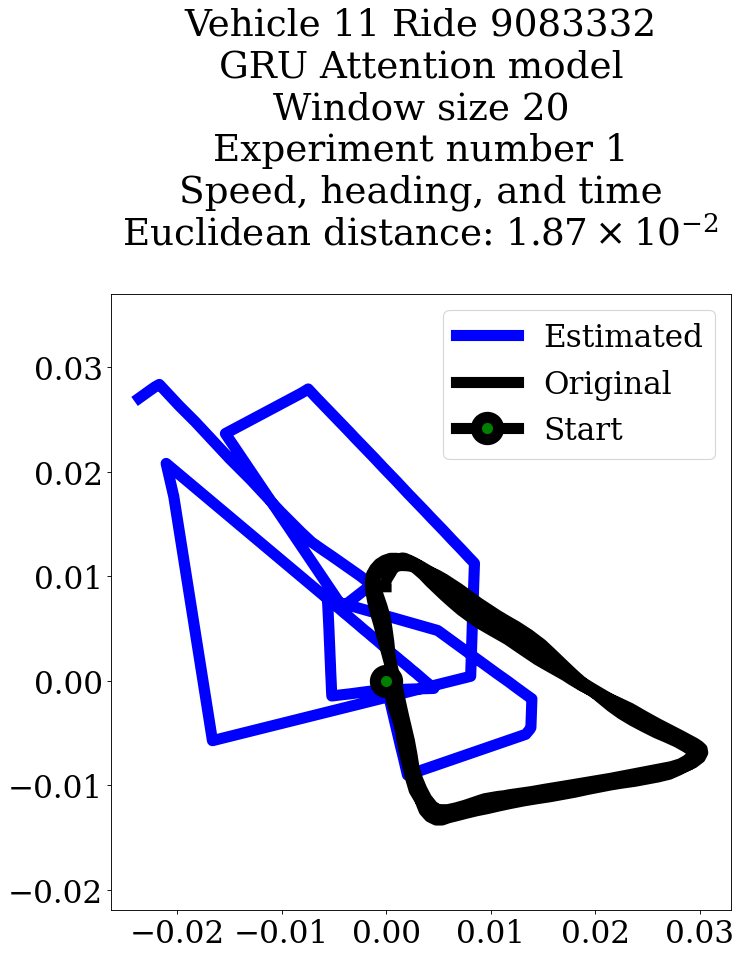 Vehicle 11 Ride 9083332
GRU Attention model
Window size 20
Experiment number 1
Speed, heading, and time
Euclidean distance: 1.87 × 10⁻²
Estimated
Original
Start
0.03
0.02
0.01
0.00
−0.01
−0.02
−0.02 −0.01 0.00 0.01 0.02 0.03